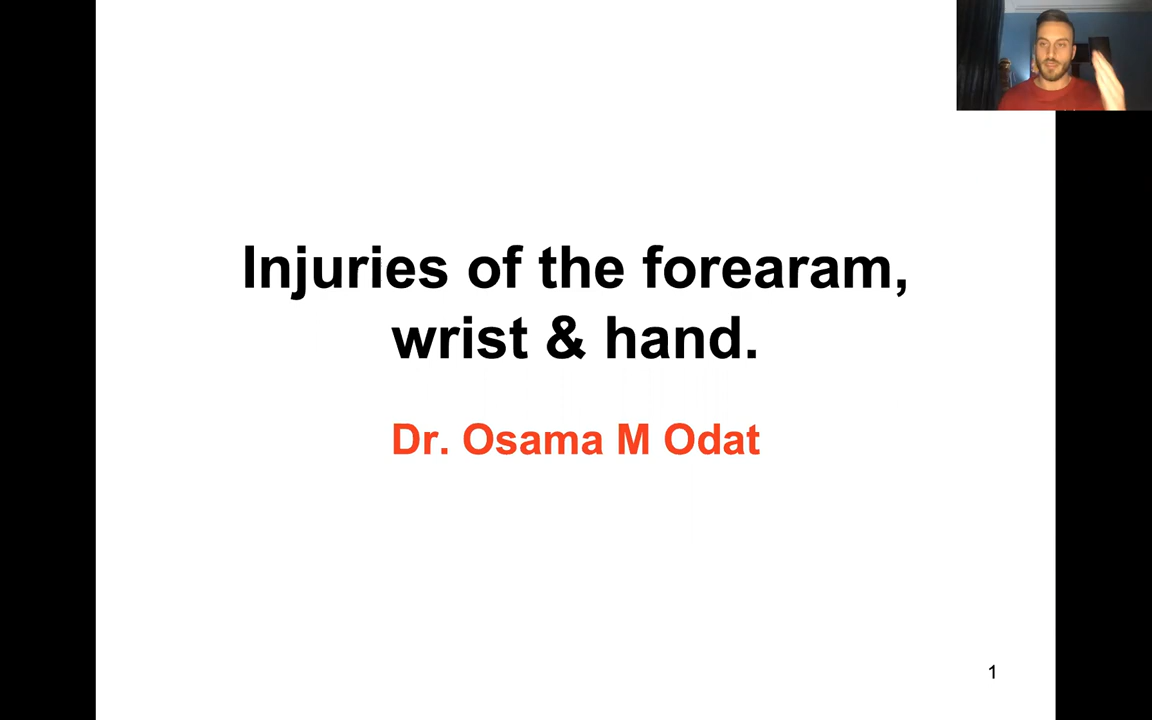 Injuries of the forearam,
wrist & hand.
Dr. Osama M Odat
1